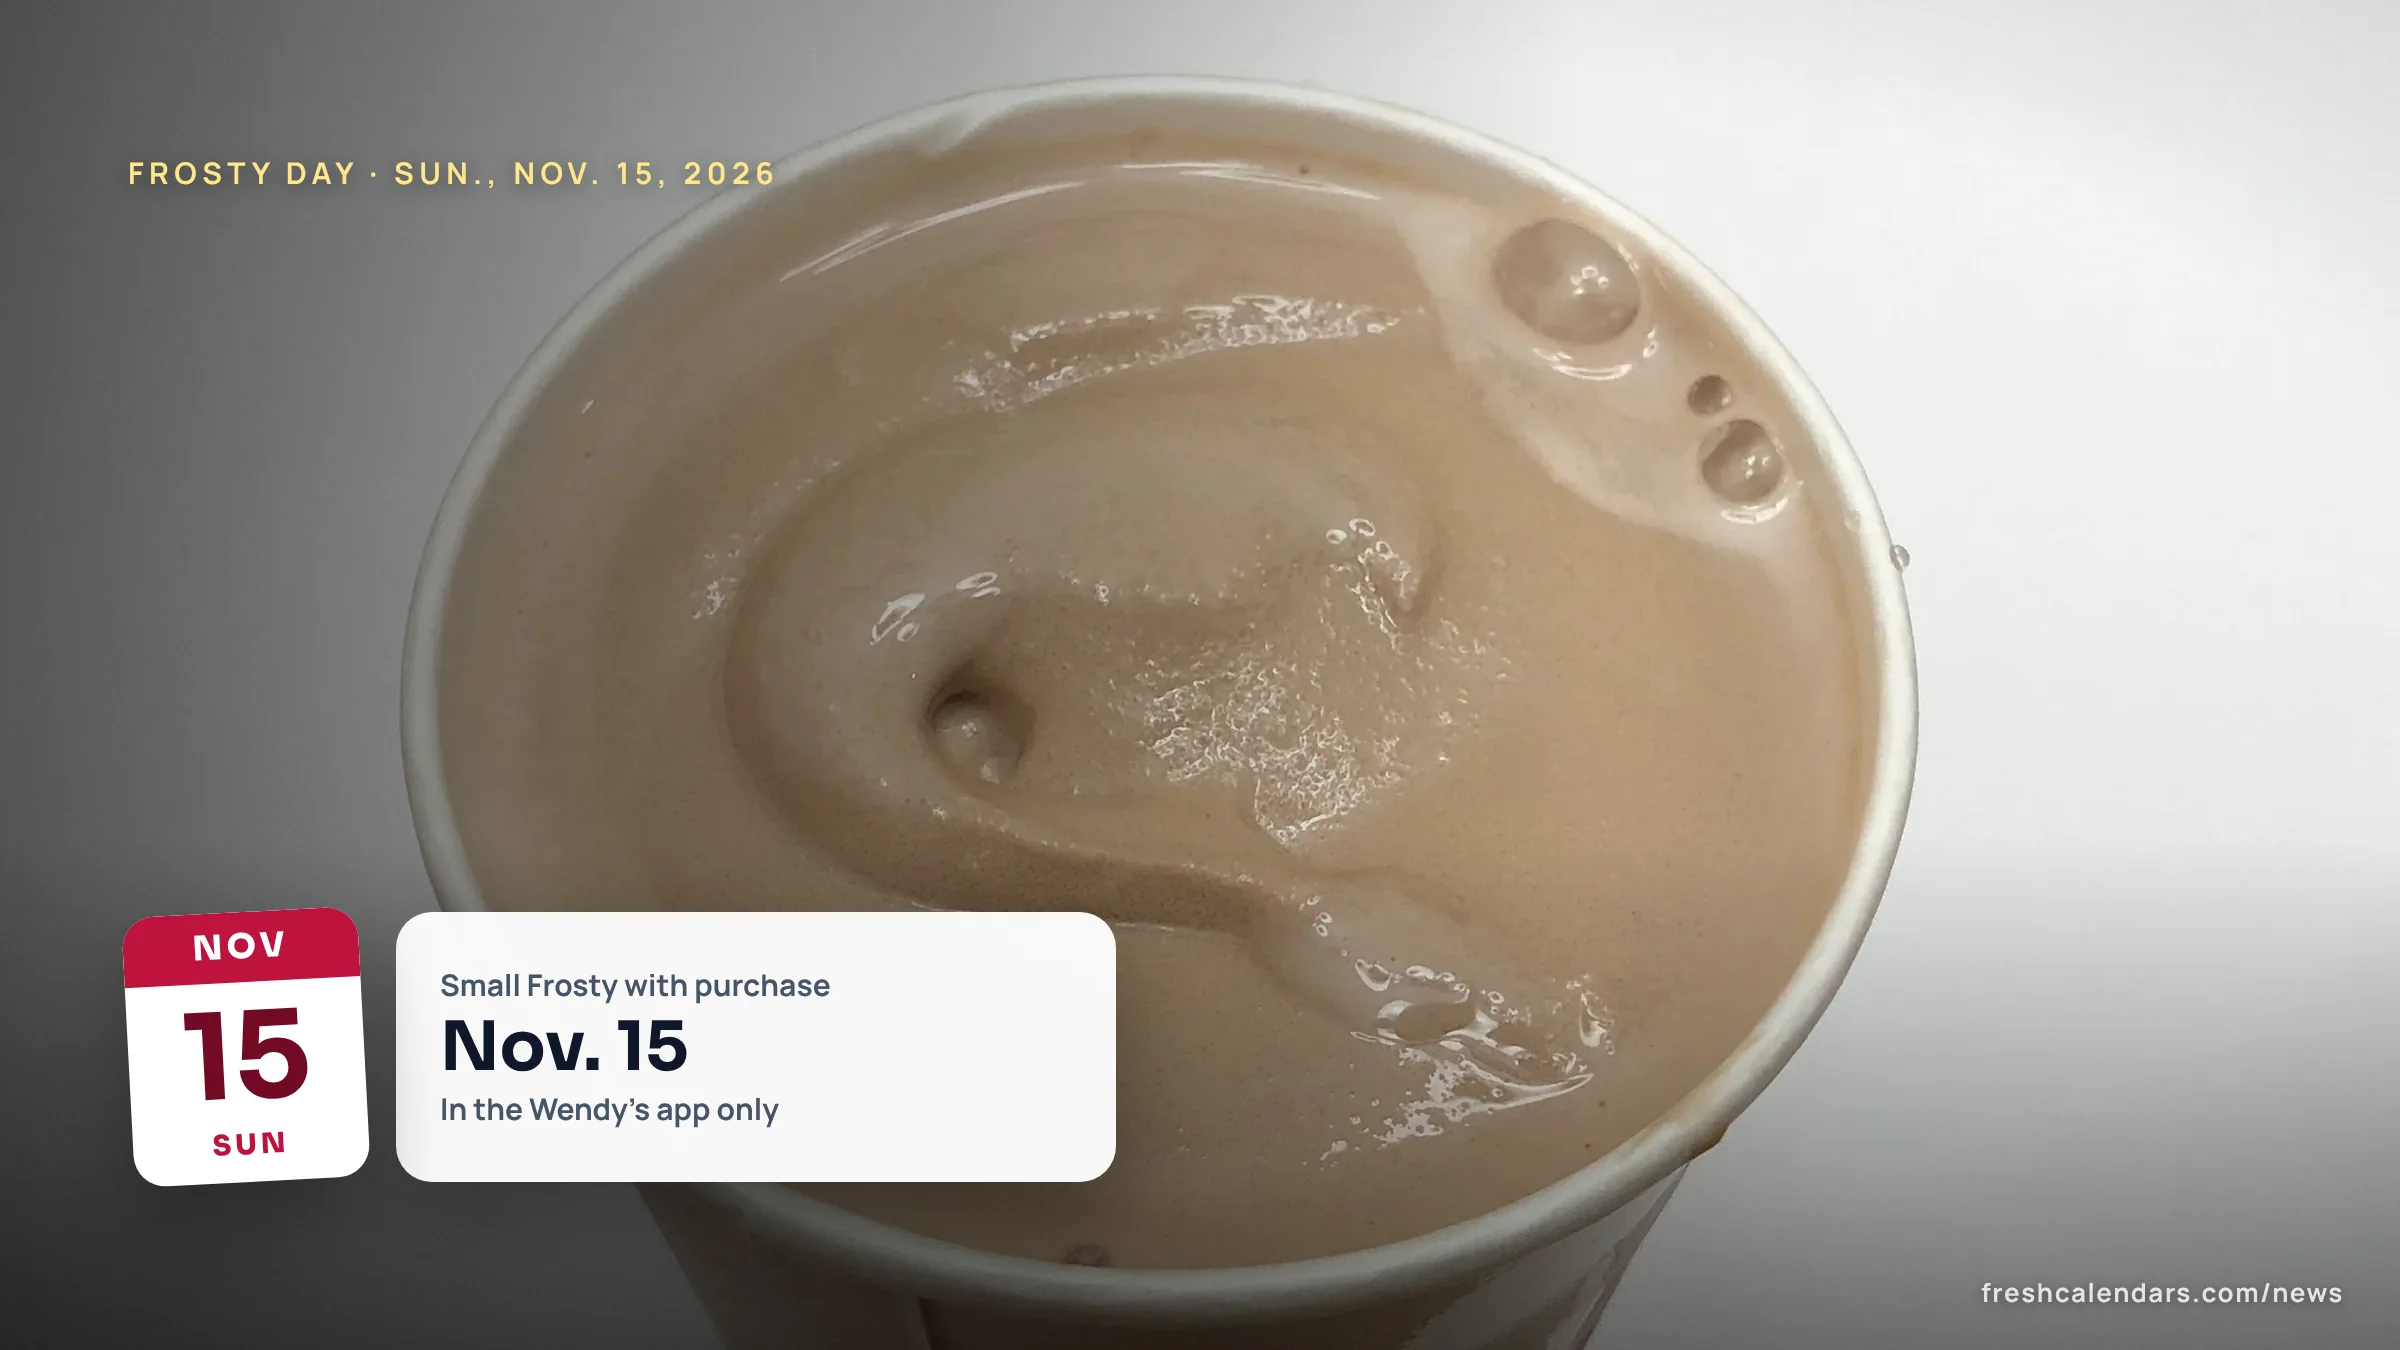 FROSTY DAY · SUN., NOV. 15, 2026
NOV
15
SUN
Small Frosty with purchase
Nov. 15
In the Wendy’s app only
freshcalendars.com/news